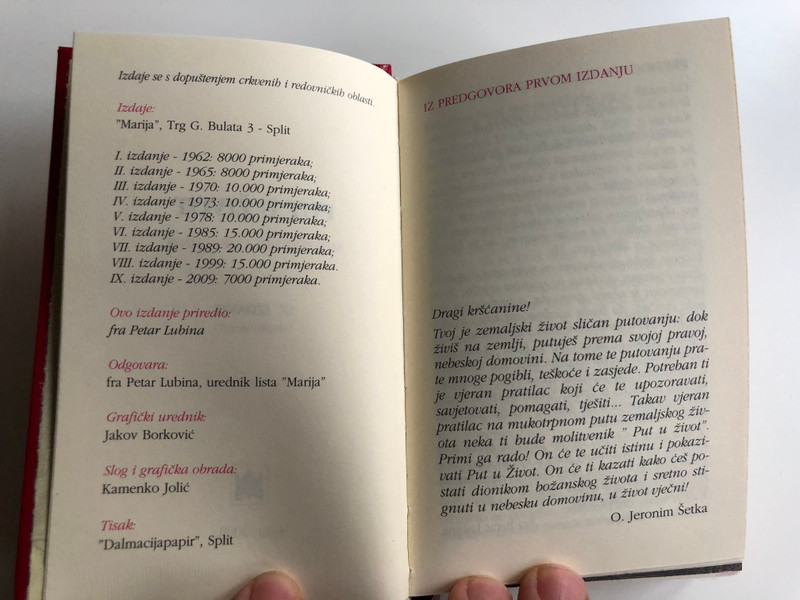 Izdaje se s dopuštenjem crkvenih i redovničkih oblasti.
Izdaje:
"Marija", Trg G. Bulata 3 - Split
I. izdanje - 1962: 8000 primjeraka;
II. izdanje - 1965: 8000 primjeraka;
III. izdanje - 1970: 10.000 primjeraka;
IV. izdanje - 1973: 10.000 primjeraka;
V. izdanje - 1978: 10.000 primjeraka;
VI. izdanje - 1985: 15.000 primjeraka;
VII. izdanje - 1989: 20.000 primjeraka;
VIII. izdanje - 1999: 15.000 primjeraka.
IX. izdanje - 2009: 7000 primjeraka.
Ovo izdanje priredio:
fra Petar Lubina
Odgovara:
fra Petar Lubina, urednik lista "Marija"
Grafički urednik:
Jakov Borković
Slog i grafička obrada:
Kamenko Jolić
Tisak:
"Dalmacijapapir", Split
IZ PREDGOVORA PRVOM IZDANJU
Dragi kršćanine!
Tvoj je zemaljski život sličan putovanju: dok
živiš na zemlji, putuješ prema svojoj pravoj,
nebeskoj domovini. Na tome te putovanju pra-
te mnoge pogibli, teškoće i zasjede. Potreban ti
je vjeran pratilac koji će te upozoravati,
savjetovati, pomagati, tješiti... Takav vjeran
pratilac na mukotrpnom putu zemaljskog živ-
ota neka ti bude molitvenik " Put u život".
Primi ga rado! On će te učiti istinu i pokazi-
vati Put u Život. On će ti kazati kako ćeš po-
stati dionikom božanskog života i sretno sti-
gnuti u nebesku domovinu, u život vječni!
O. Jeronim Šetka